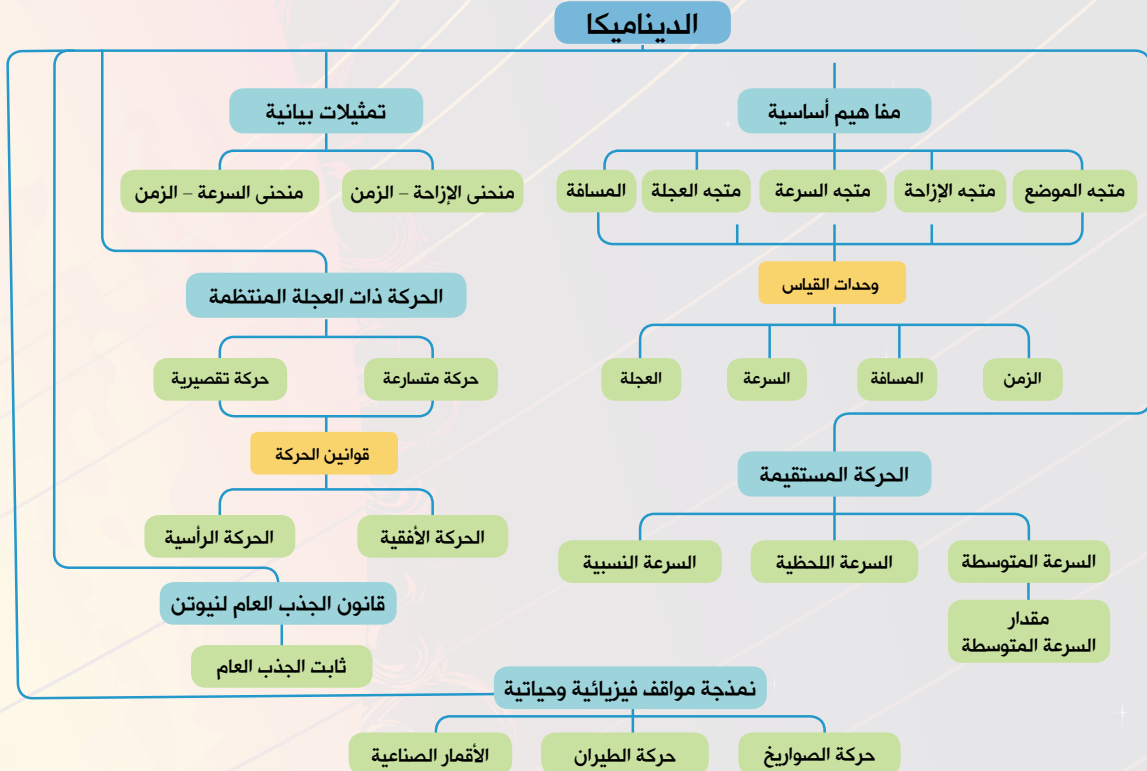 الديناميكا
مفاهيم أساسية
متجه الموضع
متجه الإزاحة
متجه السرعة
متجه العجلة
المسافة
وحدات القياس
الزمن
المسافة
السرعة
العجلة
الحركة المستقيمة
السرعة المتوسطة
السرعة اللحظية
السرعة النسبية
مقدار
السرعة المتوسطة
تمثيلات بيانية
منحنى الإزاحة – الزمن
منحنى السرعة – الزمن
الحركة ذات العجلة المنتظمة
حركة متسارعة
حركة تقصيرية
قوانين الحركة
الحركة الأفقية
الحركة الرأسية
قانون الجذب العام لنيوتن
ثابت الجذب العام
نمذجة مواقف فيزيائية وحياتية
حركة الصواريخ
حركة الطيران
الأقمار الصناعية